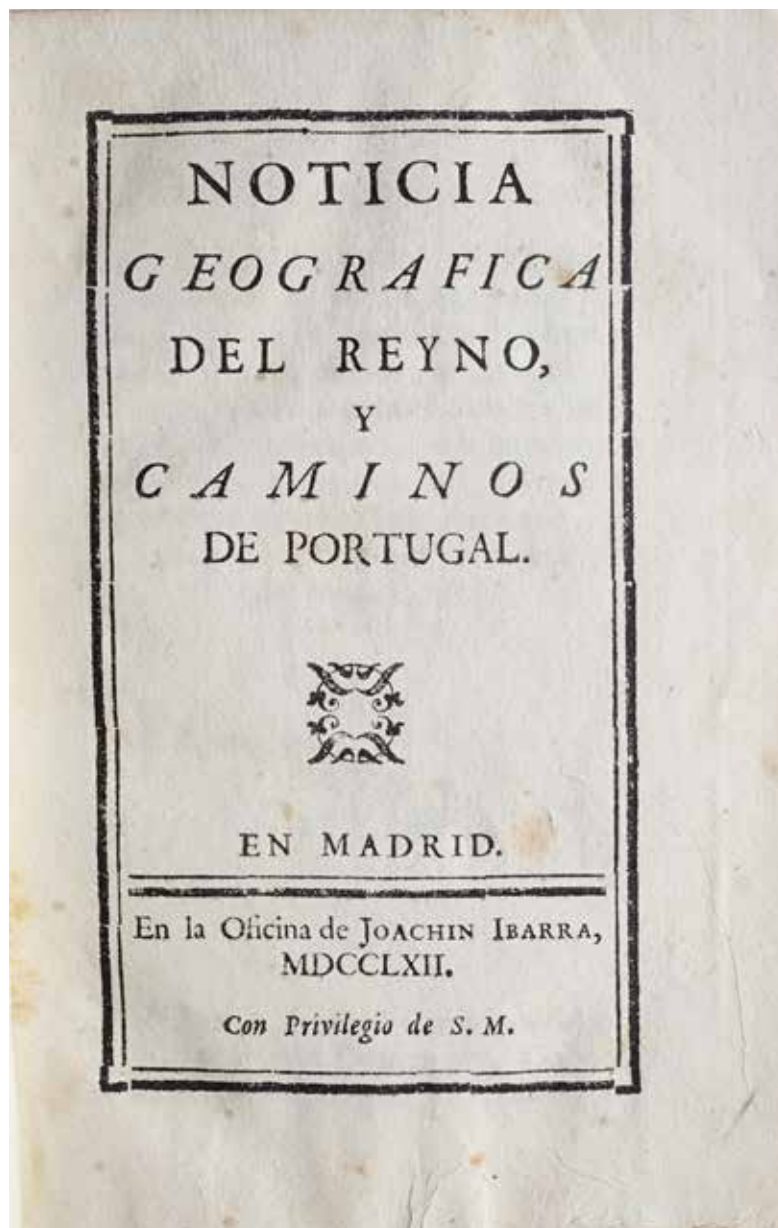 NOTICIA
GEOGRAFICA
DEL REYNO,
Y
CAMINOS
DE PORTUGAL.
EN MADRID.
En la Oficina de JOACHIN IBARRA,
MDCCLXII.
Con Privilegio de S. M.